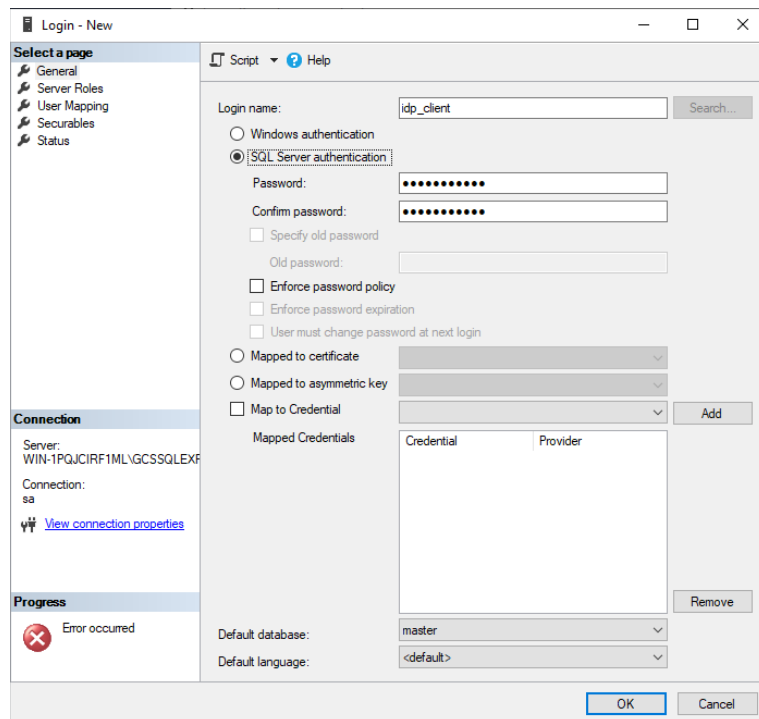 Login - New
Select a page
General
Server Roles
User Mapping
Securables
Status
Script Help
Login name: idp_client Search...
Windows authentication
SQL Server authentication
Password: ●●●●●●●●●●●
Confirm password: ●●●●●●●●●●●
Specify old password
Old password:
Enforce password policy
Enforce password expiration
User must change password at next login
Mapped to certificate
Mapped to asymmetric key
Map to Credential Add
Mapped Credentials Credential Provider
Remove
Default database: master
Default language: <default>
Connection
Server:
WIN-1PQJCIRF1ML\GCSSQLEXF
Connection:
sa
View connection properties
Progress
Error occurred
OK Cancel